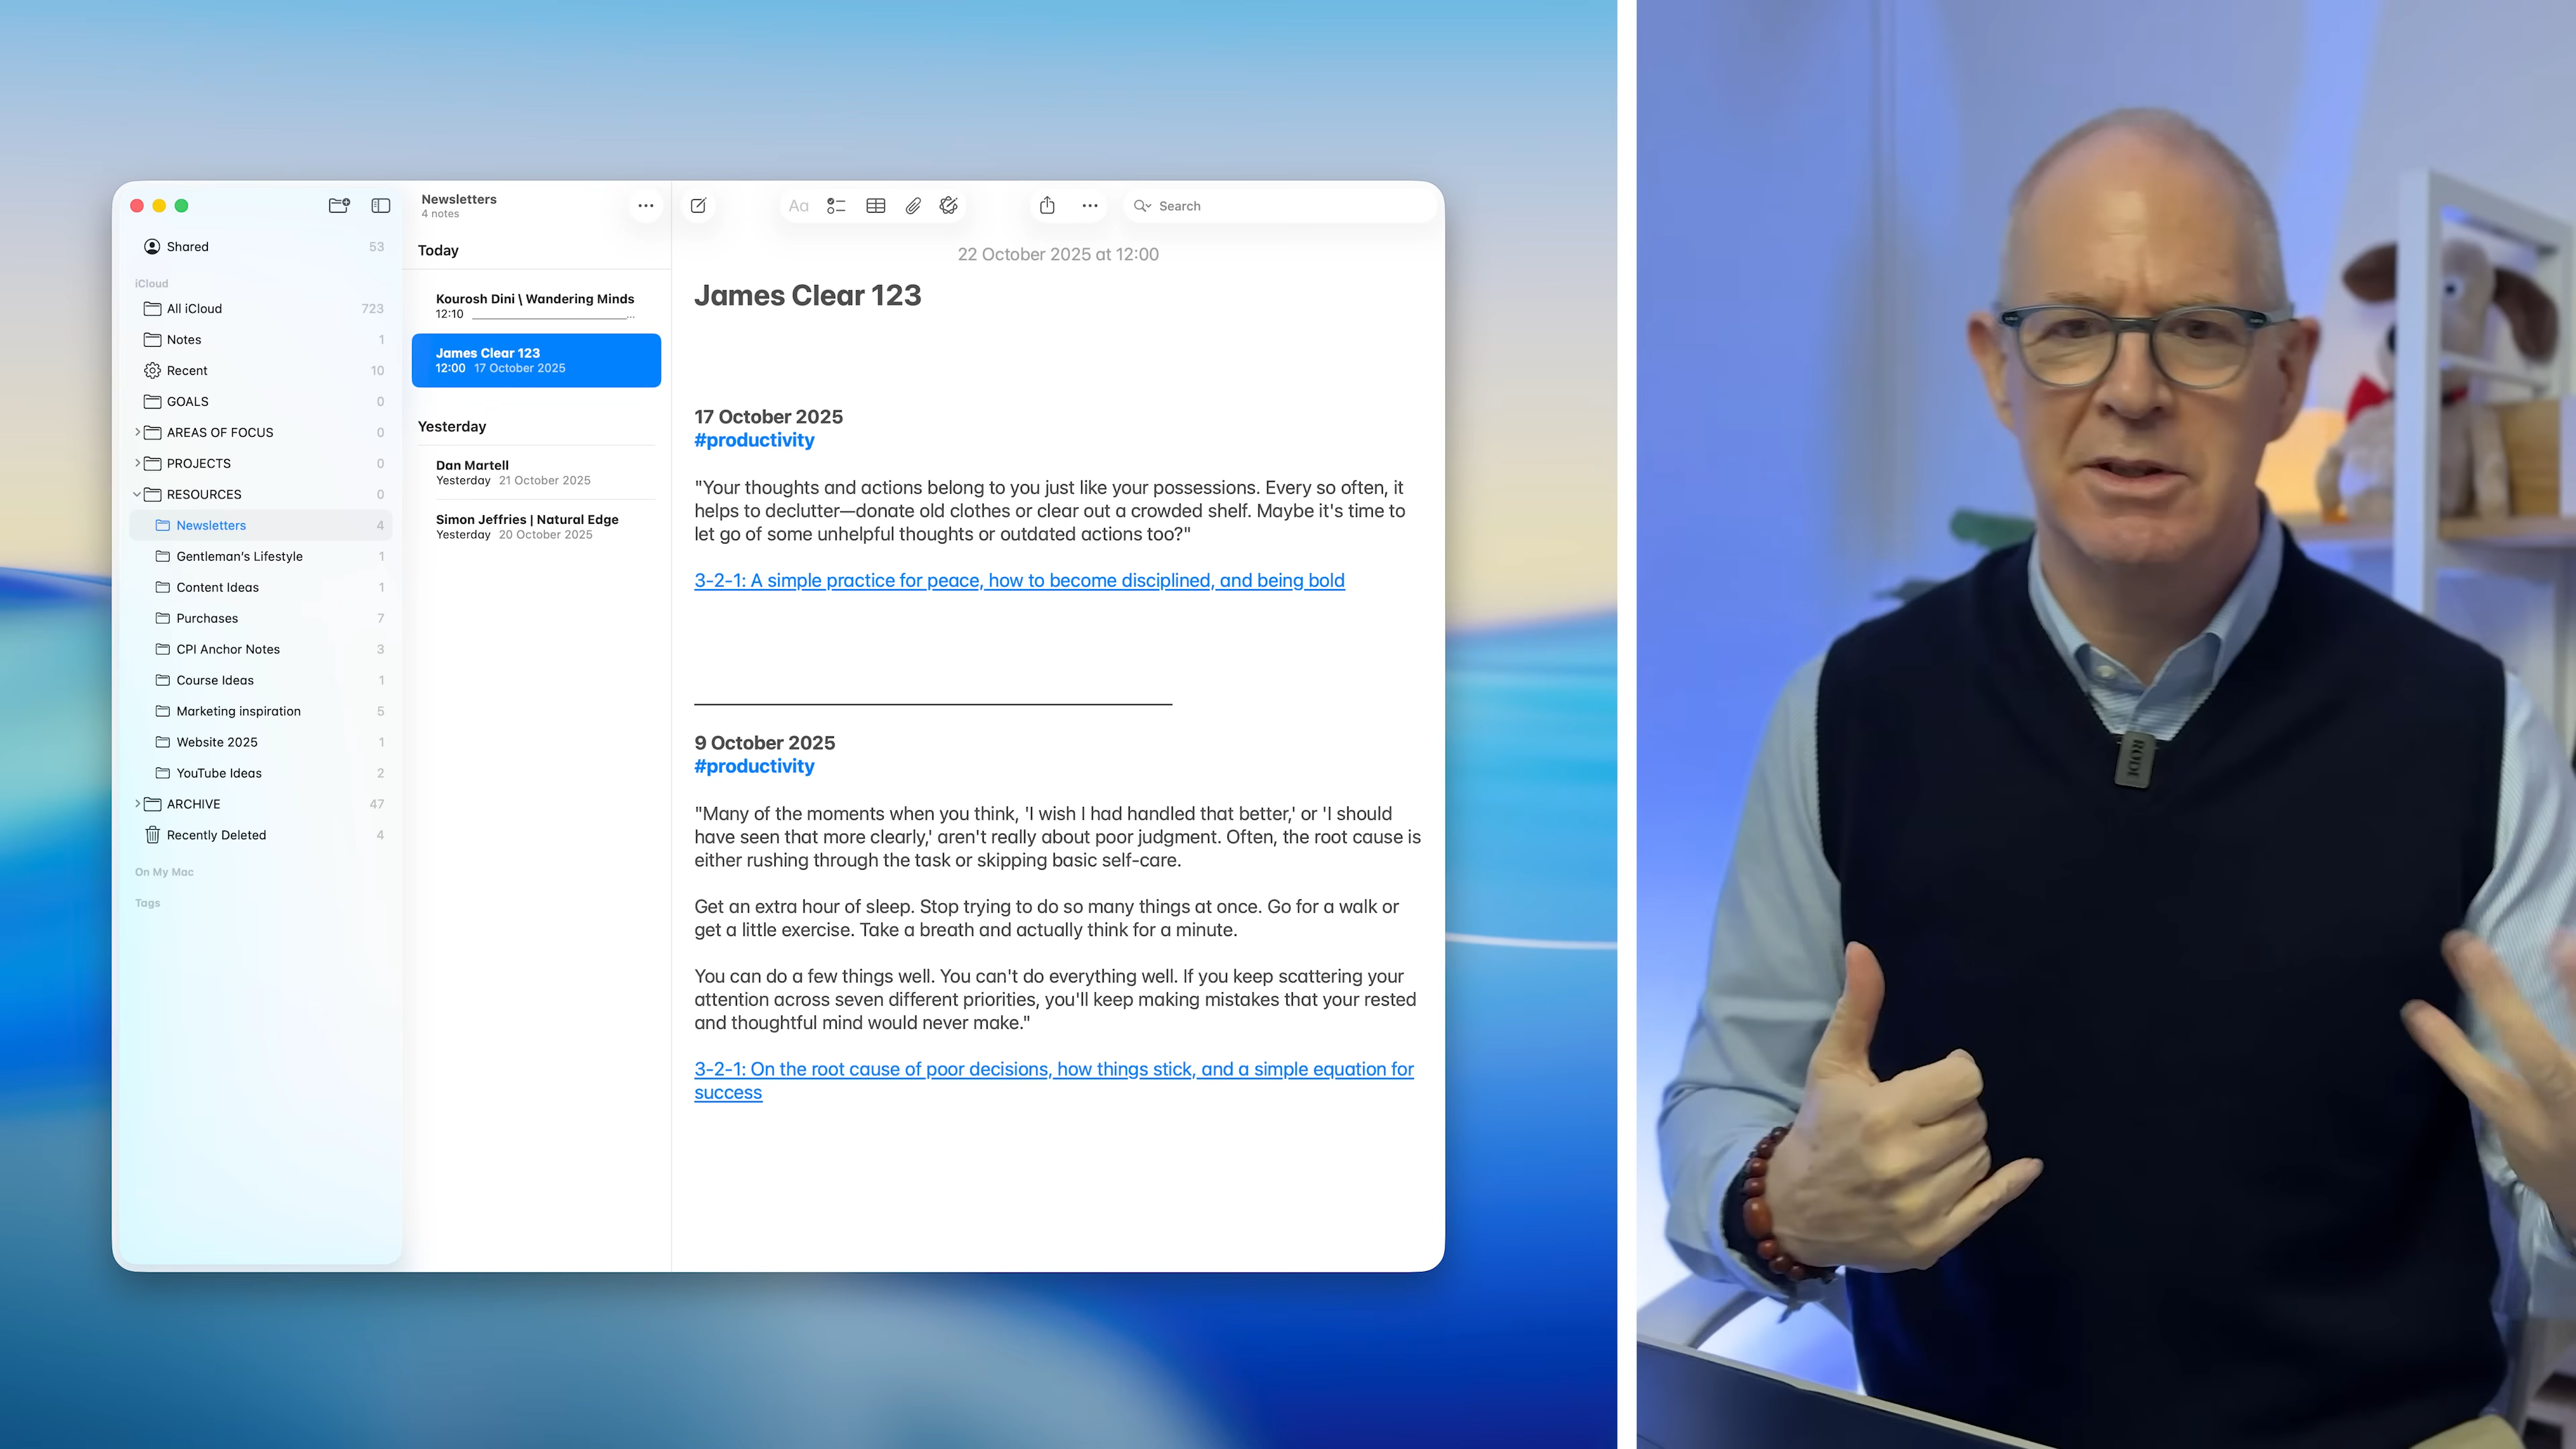 Shared 53
iCloud
All iCloud 723
Notes 1
Recent 10
GOALS 0
AREAS OF FOCUS 0
PROJECTS 0
RESOURCES 0
Newsletters 4
Gentleman's Lifestyle 1
Content Ideas 1
Purchases 7
CPI Anchor Notes 3
Course Ideas 1
Marketing inspiration 5
Website 2025 1
YouTube Ideas 2
ARCHIVE 47
Recently Deleted 4
On My Mac
Tags
Newsletters
4 notes
Today
Kourosh Dini \ Wandering Minds
12:10 ______________________...
James Clear 123
12:00 17 October 2025
Yesterday
Dan Martell
Yesterday 21 October 2025
Simon Jeffries | Natural Edge
Yesterday 20 October 2025
Aa
Search
22 October 2025 at 12:00
James Clear 123
17 October 2025
#productivity
"Your thoughts and actions belong to you just like your possessions. Every so often, it
helps to declutter—donate old clothes or clear out a crowded shelf. Maybe it's time to
let go of some unhelpful thoughts or outdated actions too?"
3-2-1: A simple practice for peace, how to become disciplined, and being bold
9 October 2025
#productivity
"Many of the moments when you think, 'I wish I had handled that better,' or 'I should
have seen that more clearly,' aren't really about poor judgment. Often, the root cause is
either rushing through the task or skipping basic self-care.
Get an extra hour of sleep. Stop trying to do so many things at once. Go for a walk or
get a little exercise. Take a breath and actually think for a minute.
You can do a few things well. You can't do everything well. If you keep scattering your
attention across seven different priorities, you'll keep making mistakes that your rested
and thoughtful mind would never make."
3-2-1: On the root cause of poor decisions, how things stick, and a simple equation for
success
RODE